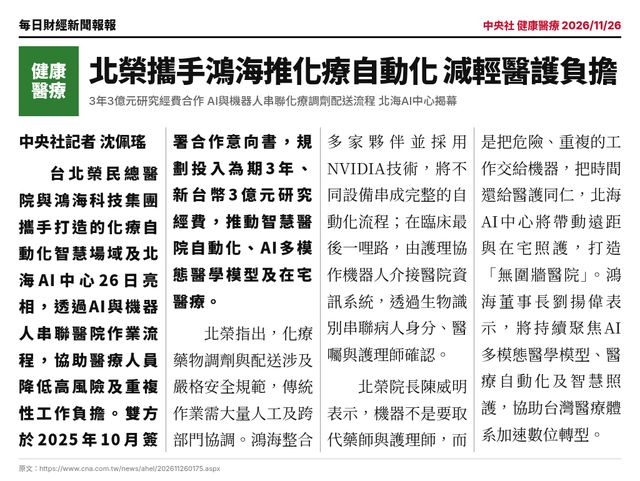 每日財經新聞報報
中央社 健康醫療 2026/11/26
健康
醫療
北榮攜手鴻海推化療自動化 減輕醫護負擔
3年3億元研究經費合作 AI與機器人串聯化療調劑配送流程 北海AI中心揭幕
中央社記者 沈佩瑤
台北榮民總醫
院與鴻海科技集團
攜手打造的化療自
動化智慧場域及北
海AI中心26日亮
相，透過AI與機器
人串聯醫院作業流
程，協助醫療人員
降低高風險及重複
性工作負擔。雙方
於2025年10月簽
署合作意向書，規
劃投入為期3年、
新台幣3億元研究
經費，推動智慧醫
院自動化、AI多模
態醫學模型及在宅
醫療。
北榮指出，化療
藥物調劑與配送涉及
嚴格安全規範，傳統
作業需大量人工及跨
部門協調。鴻海整合
多家夥伴並採用
NVIDIA技術，將不
同設備串成完整的自
動化流程；在臨床最
後一哩路，由護理協
作機器人介接醫院資
訊系統，透過生物識
別串聯病人身分、醫
囑與護理師確認。
北榮院長陳威明
表示，機器不是要取
代藥師與護理師，而
是把危險、重複的工
作交給機器，把時間
還給醫護同仁，北海
AI中心將帶動遠距
與在宅照護，打造
「無圍牆醫院」。鴻
海董事長劉揚偉表
示，將持續聚焦AI
多模態醫學模型、醫
療自動化及智慧照
護，協助台灣醫療體
系加速數位轉型。
原文：https://www.cna.com.tw/news/ahel/202611260175.aspx